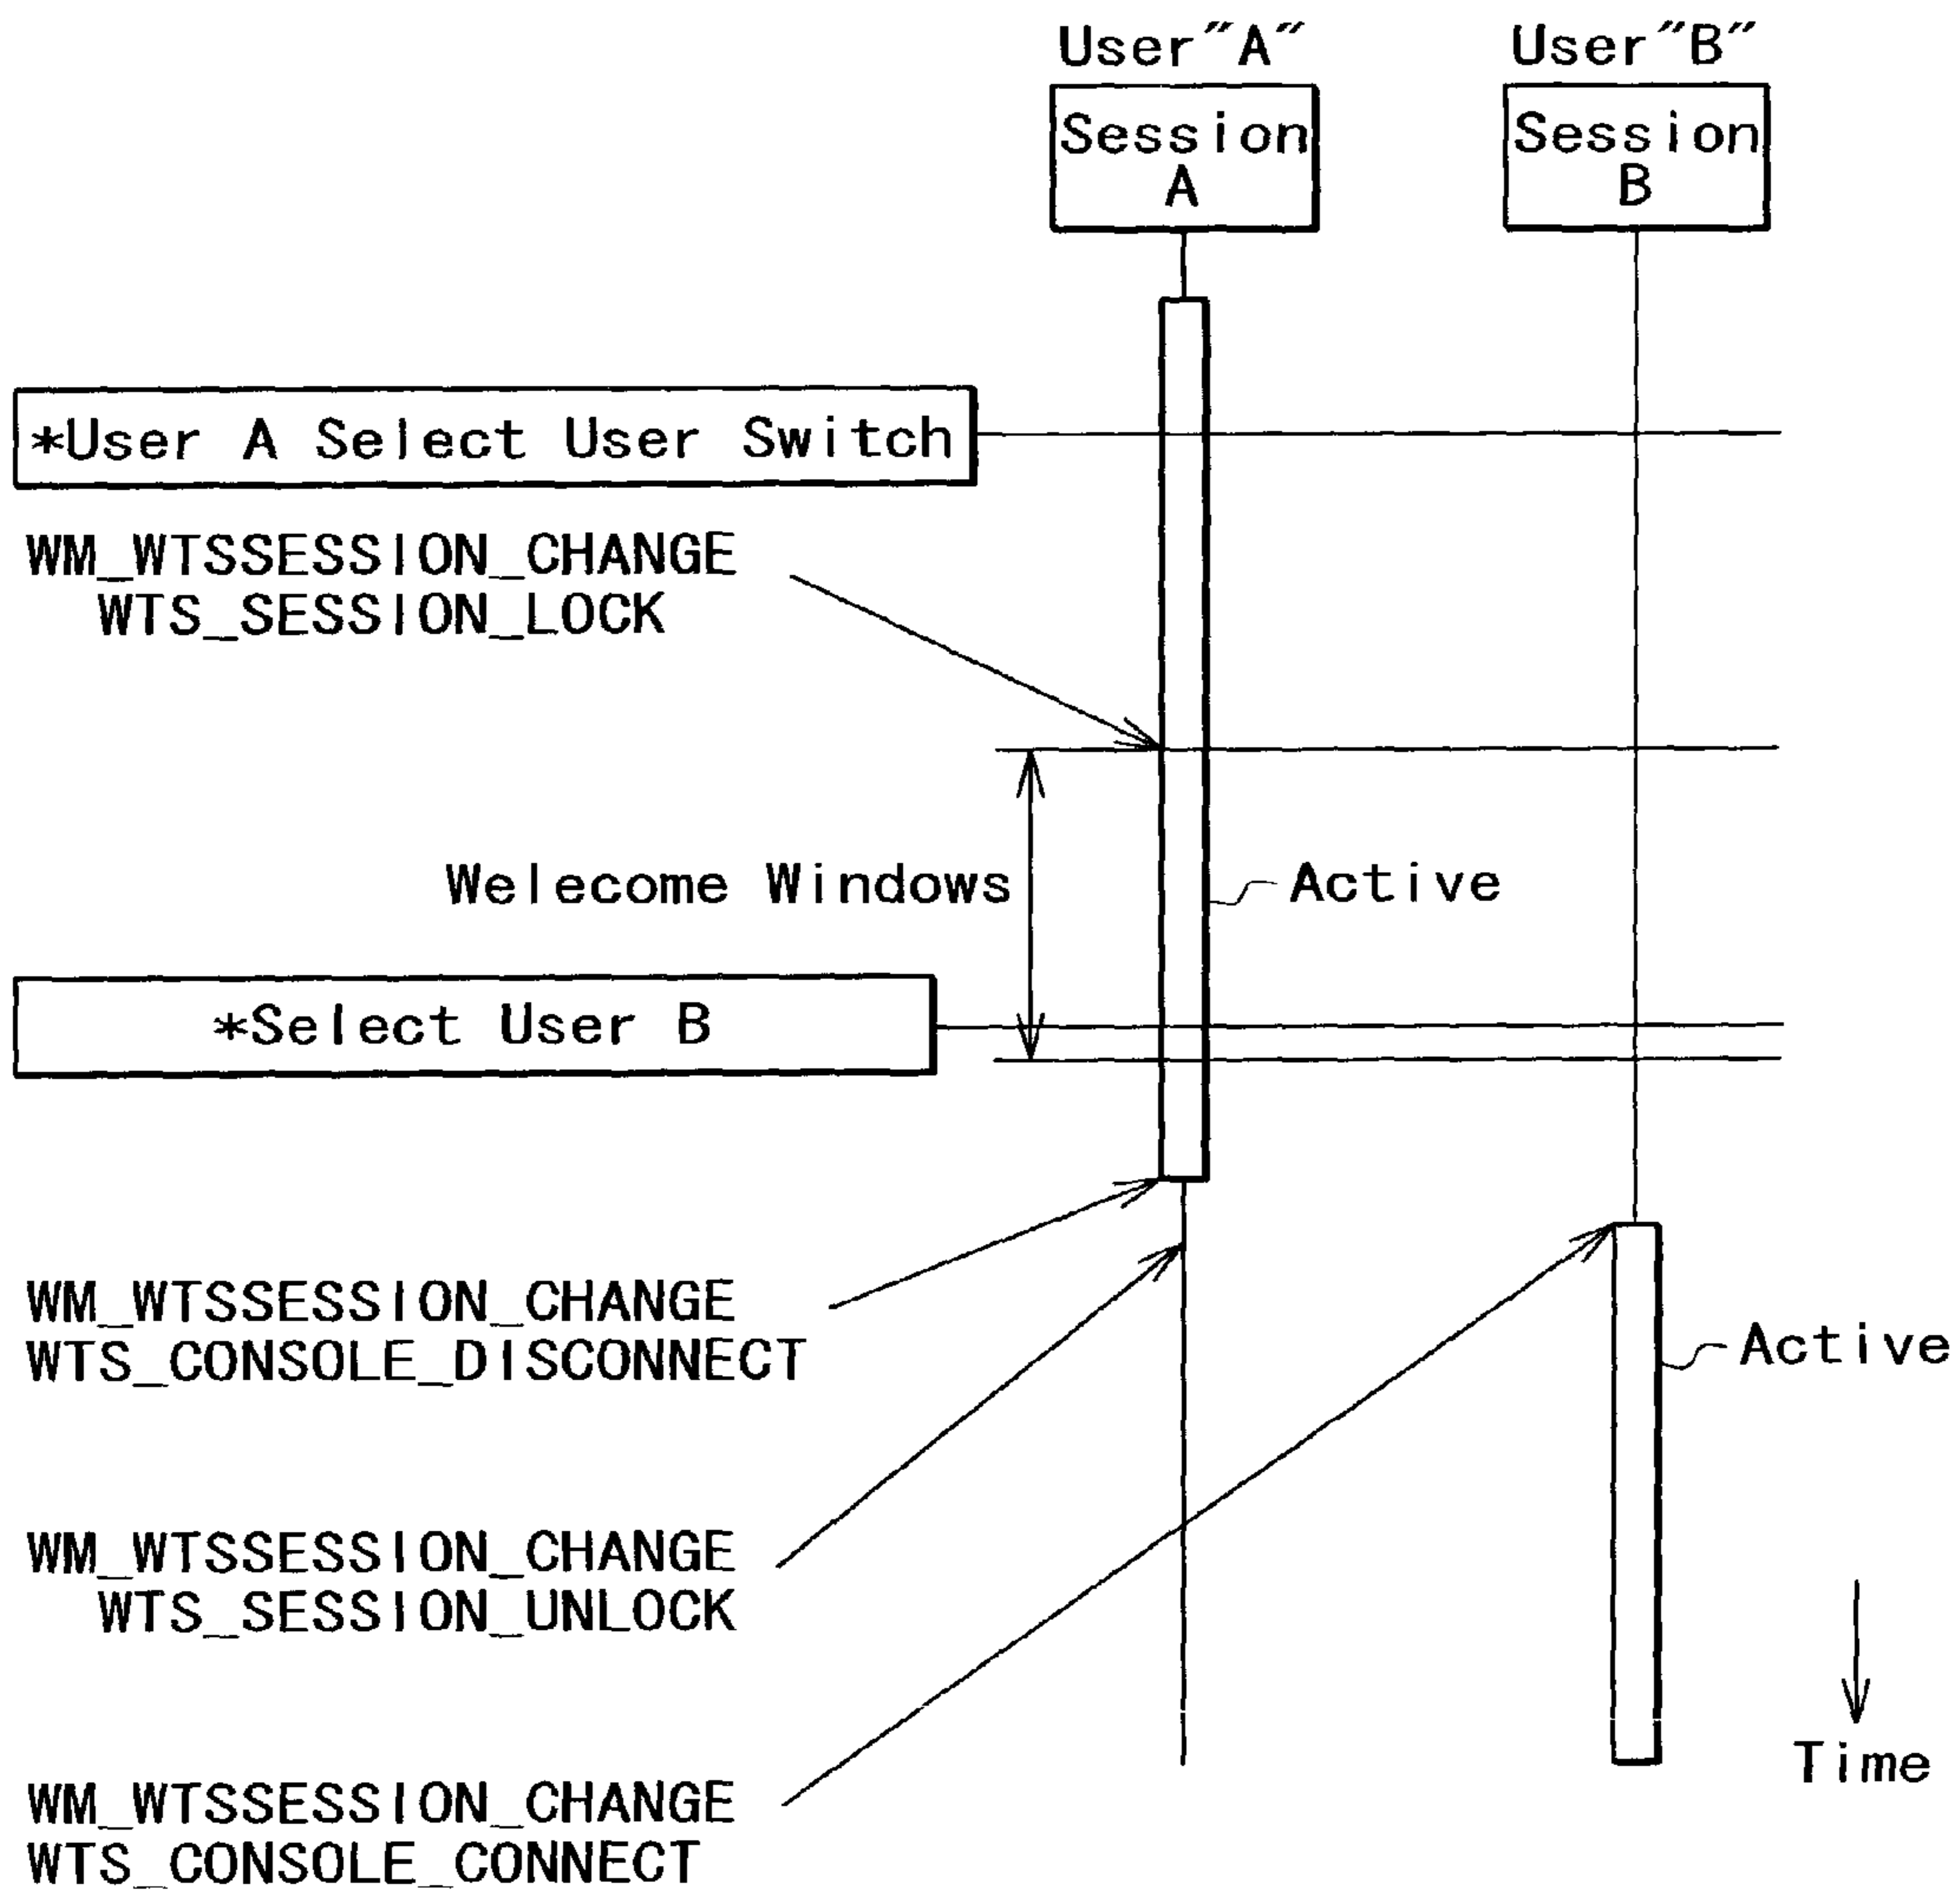 User"A"
User"B"
Session
A
Session
B
*User A Select User Switch
WM_WTSSESSION_CHANGE
WTS_SESSION_LOCK
Welecome Windows
Active
*Select User B
WM_WTSSESSION_CHANGE
WTS_CONSOLE_DISCONNECT
Active
WM_WTSSESSION_CHANGE
WTS_SESSION_UNLOCK
Time
WM_WTSSESSION_CHANGE
WTS_CONSOLE_CONNECT